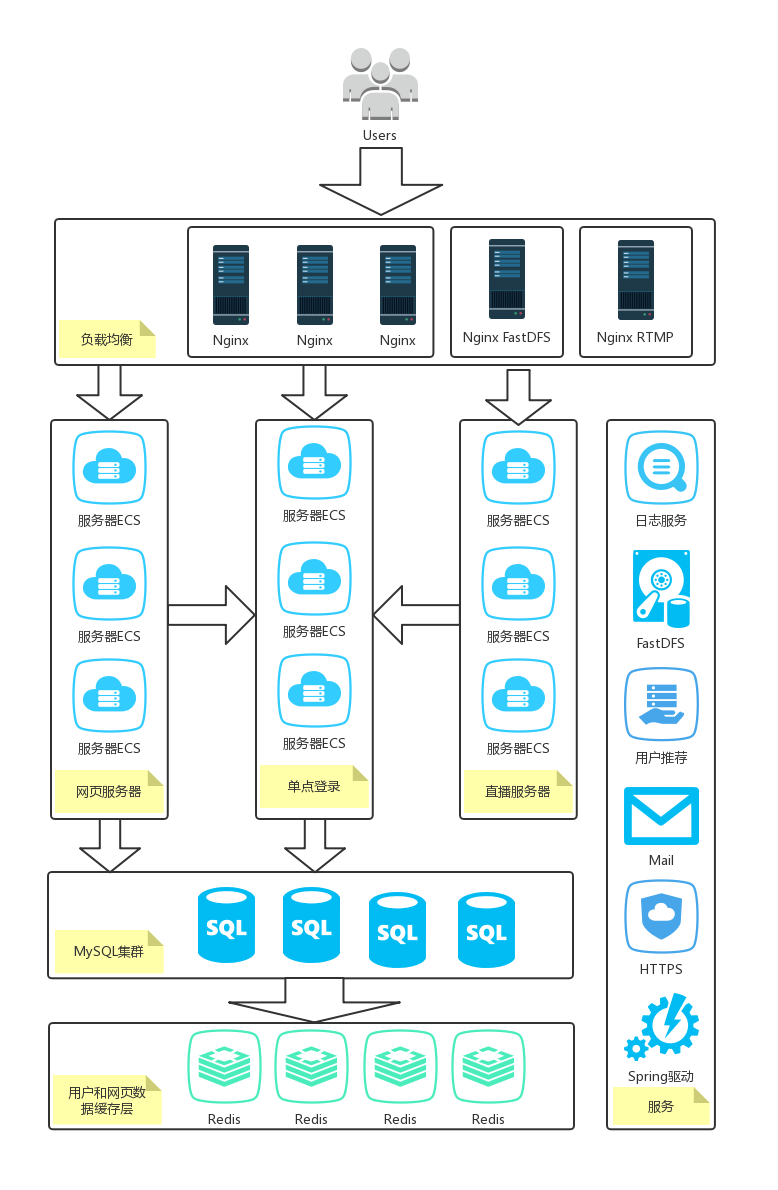 Users
Nginx
Nginx
Nginx
Nginx FastDFS
Nginx RTMP
负载均衡
服务器ECS
服务器ECS
服务器ECS
网页服务器
服务器ECS
服务器ECS
服务器ECS
单点登录
服务器ECS
服务器ECS
服务器ECS
直播服务器
日志服务
FastDFS
用户推荐
Mail
HTTPS
Spring驱动
服务
SQL
SQL
SQL
SQL
MySQL集群
用户和网页数
据缓存层
Redis
Redis
Redis
Redis